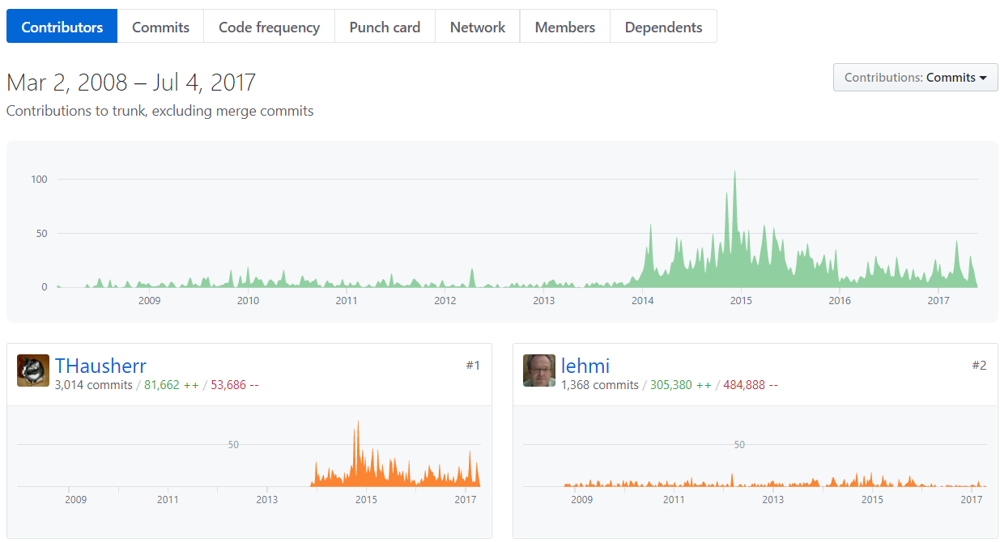 Contributors Commits Code frequency Punch card Network Members Dependents
Mar 2, 2008 – Jul 4, 2017
Contributions: Commits
Contributions to trunk, excluding merge commits
100
50
0
2009 2010 2011 2012 2013 2014 2015 2016 2017
THausherr #1
3,014 commits / 81,662 ++ / 53,686 --
50
2009 2011 2013 2015 2017
lehmi #2
1,368 commits / 305,380 ++ / 484,888 --
50
2009 2011 2013 2015 2017